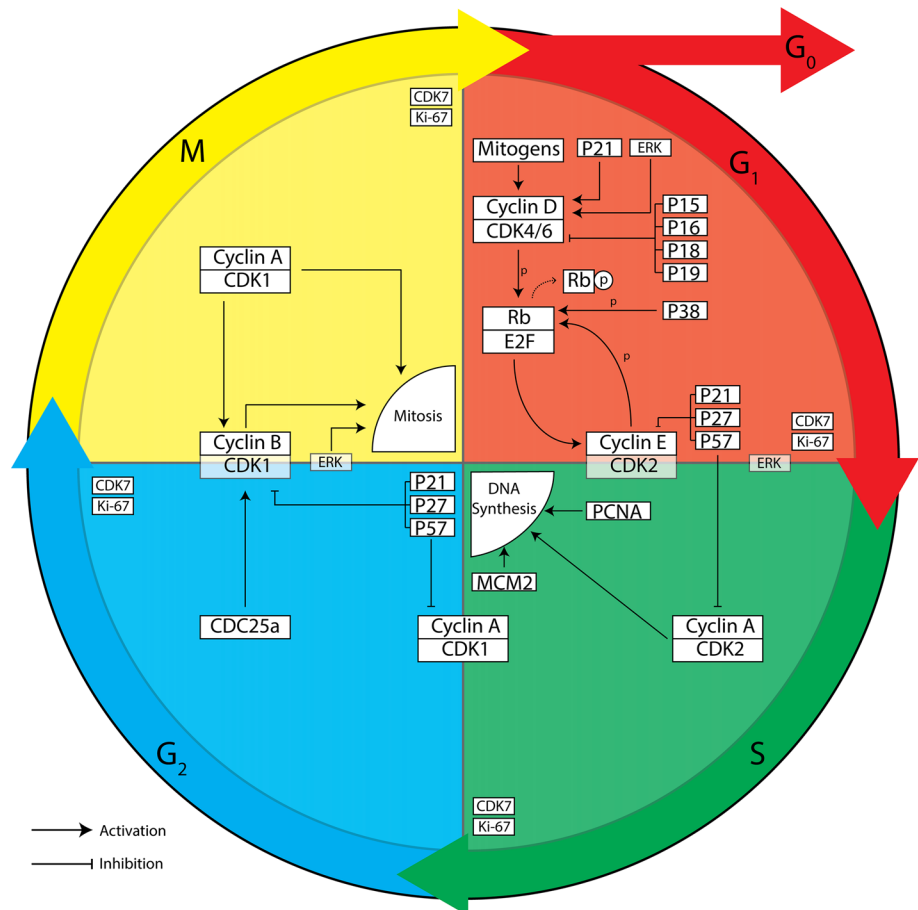 G0
M
CDK7
Ki-67
G1
Mitogens
P21
ERK
Cyclin D
CDK4/6
P15
P16
P18
P19
Cyclin A
CDK1
p
Rb
p
Rb
E2F
p
P38
p
Mitosis
P21
P27
P57
CDK7
Ki-67
Cyclin B
CDK1
ERK
Cyclin E
CDK2
ERK
CDK7
Ki-67
P21
P27
P57
DNA
Synthesis
PCNA
MCM2
CDC25a
Cyclin A
CDK1
Cyclin A
CDK2
G2
S
CDK7
Ki-67
Activation
Inhibition